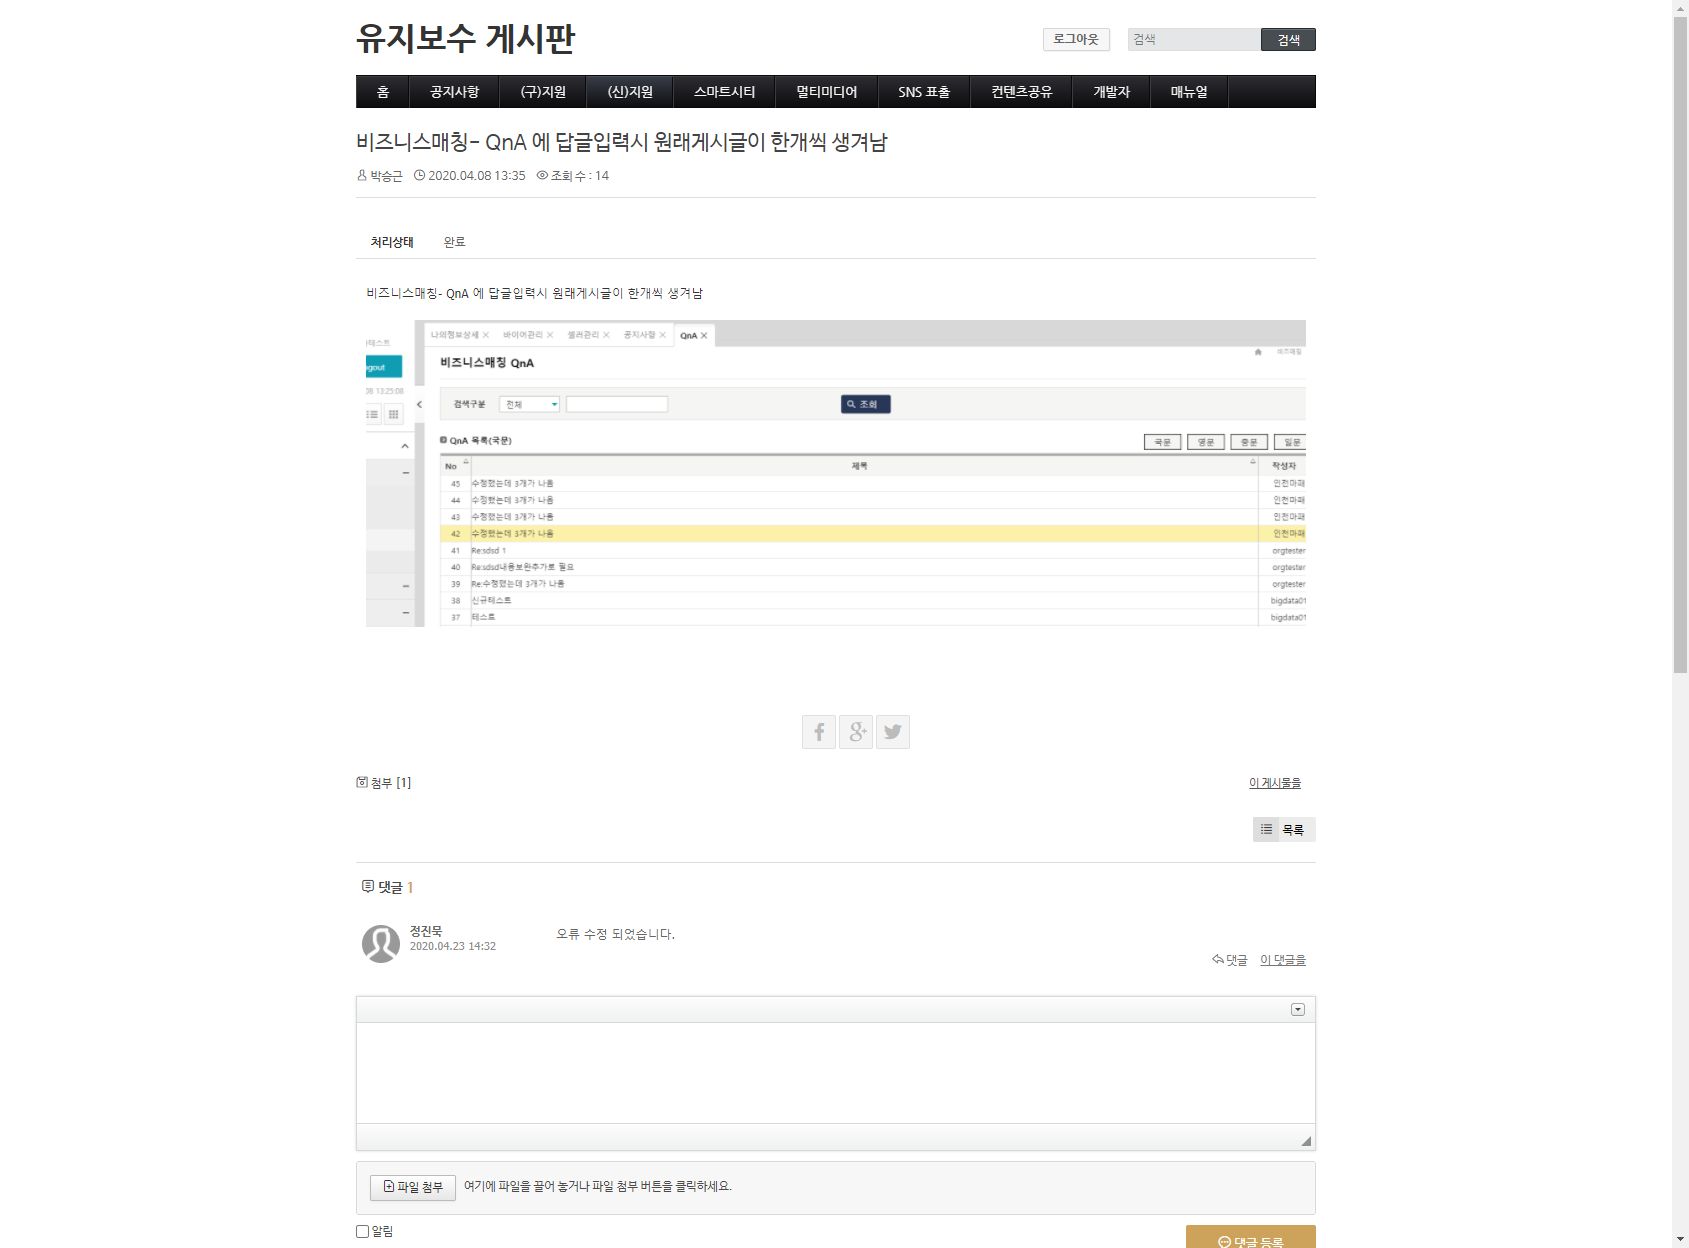 유지보수 게시판
로그아웃 검색 검색
홈 공지사항 (구)지원 (신)지원 스마트시티 멀티미디어 SNS 표출 컨텐츠공유 개발자 매뉴얼
비즈니스매칭- QnA 에 답글입력시 원래게시글이 한개씩 생겨남
박승근 2020.04.08 13:35 조회 수 : 14
처리상태 완료
비즈니스매칭- QnA 에 답글입력시 원래게시글이 한개씩 생겨남
나의정보상세 바이어관리 셀러관리 공지사항 QnA
테스트
비즈매칭
비즈니스매칭 QnA
gout
08 13:25:08
검색구분 전체 조회
QnA 목록(국문) 국문 영문 중문 일문
No 제목 작성자
45 수정했는데 3개가 나옴 인천마패
44 수정했는데 3개가 나옴 인천마패
43 수정했는데 3개가 나옴 인천마패
42 수정했는데 3개가 나옴 인천마패
41 Re:sdsd 1 orgtester
40 Re:sdsd내용보완추가로 필요 orgtester
39 Re:수정했는데 3개가 나옴 orgtester
38 신규테스트 bigdata01
37 테스트 bigdata01
첨부 [1] 이 게시물을
목록
댓글 1
정진묵
2020.04.23 14:32
오류 수정 되었습니다.
댓글 이 댓글을
파일 첨부 여기에 파일을 끌어 놓거나 파일 첨부 버튼을 클릭하세요.
알림
댓글 등록